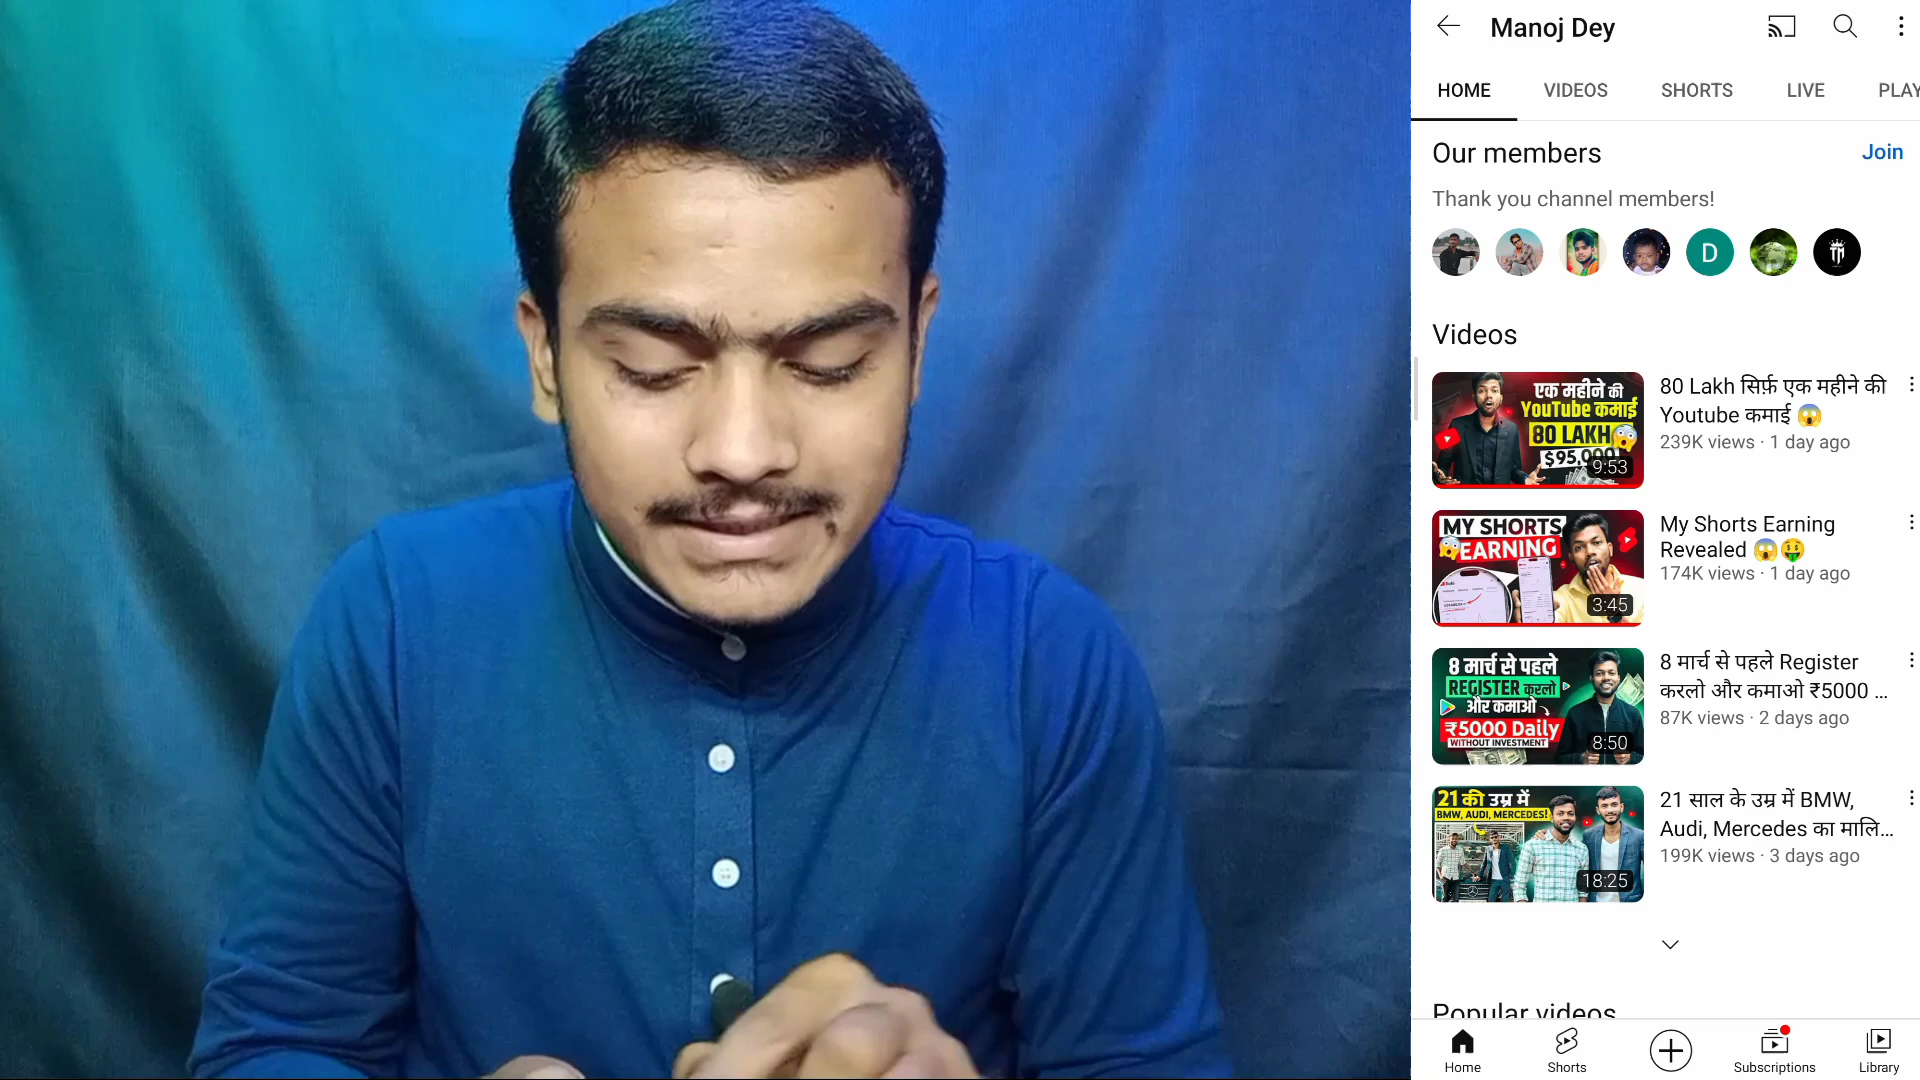 Manoj Dey
HOME VIDEOS SHORTS LIVE PLAY
Our members Join
Thank you channel members!
D
TM
Videos
एक महीने की
YouTube कमाई
80 LAKH
$95,000
9:53
80 Lakh सिर्फ़ एक महीने की
Youtube कमाई 😱
239K views · 1 day ago
MY SHORTS
EARNING
3:45
My Shorts Earning
Revealed 😱🤑
174K views · 1 day ago
8 मार्च से पहले
REGISTER करलो
और कमाओ
₹5000 Daily
WITHOUT INVESTMENT
8:50
8 मार्च से पहले Register
करलो और कमाओ ₹5000 ...
87K views · 2 days ago
21 की उम्र में
BMW, AUDI, MERCEDES!
18:25
21 साल के उम्र में BMW,
Audi, Mercedes का मालि...
199K views · 3 days ago
Popular videos
Home Shorts Subscriptions Library